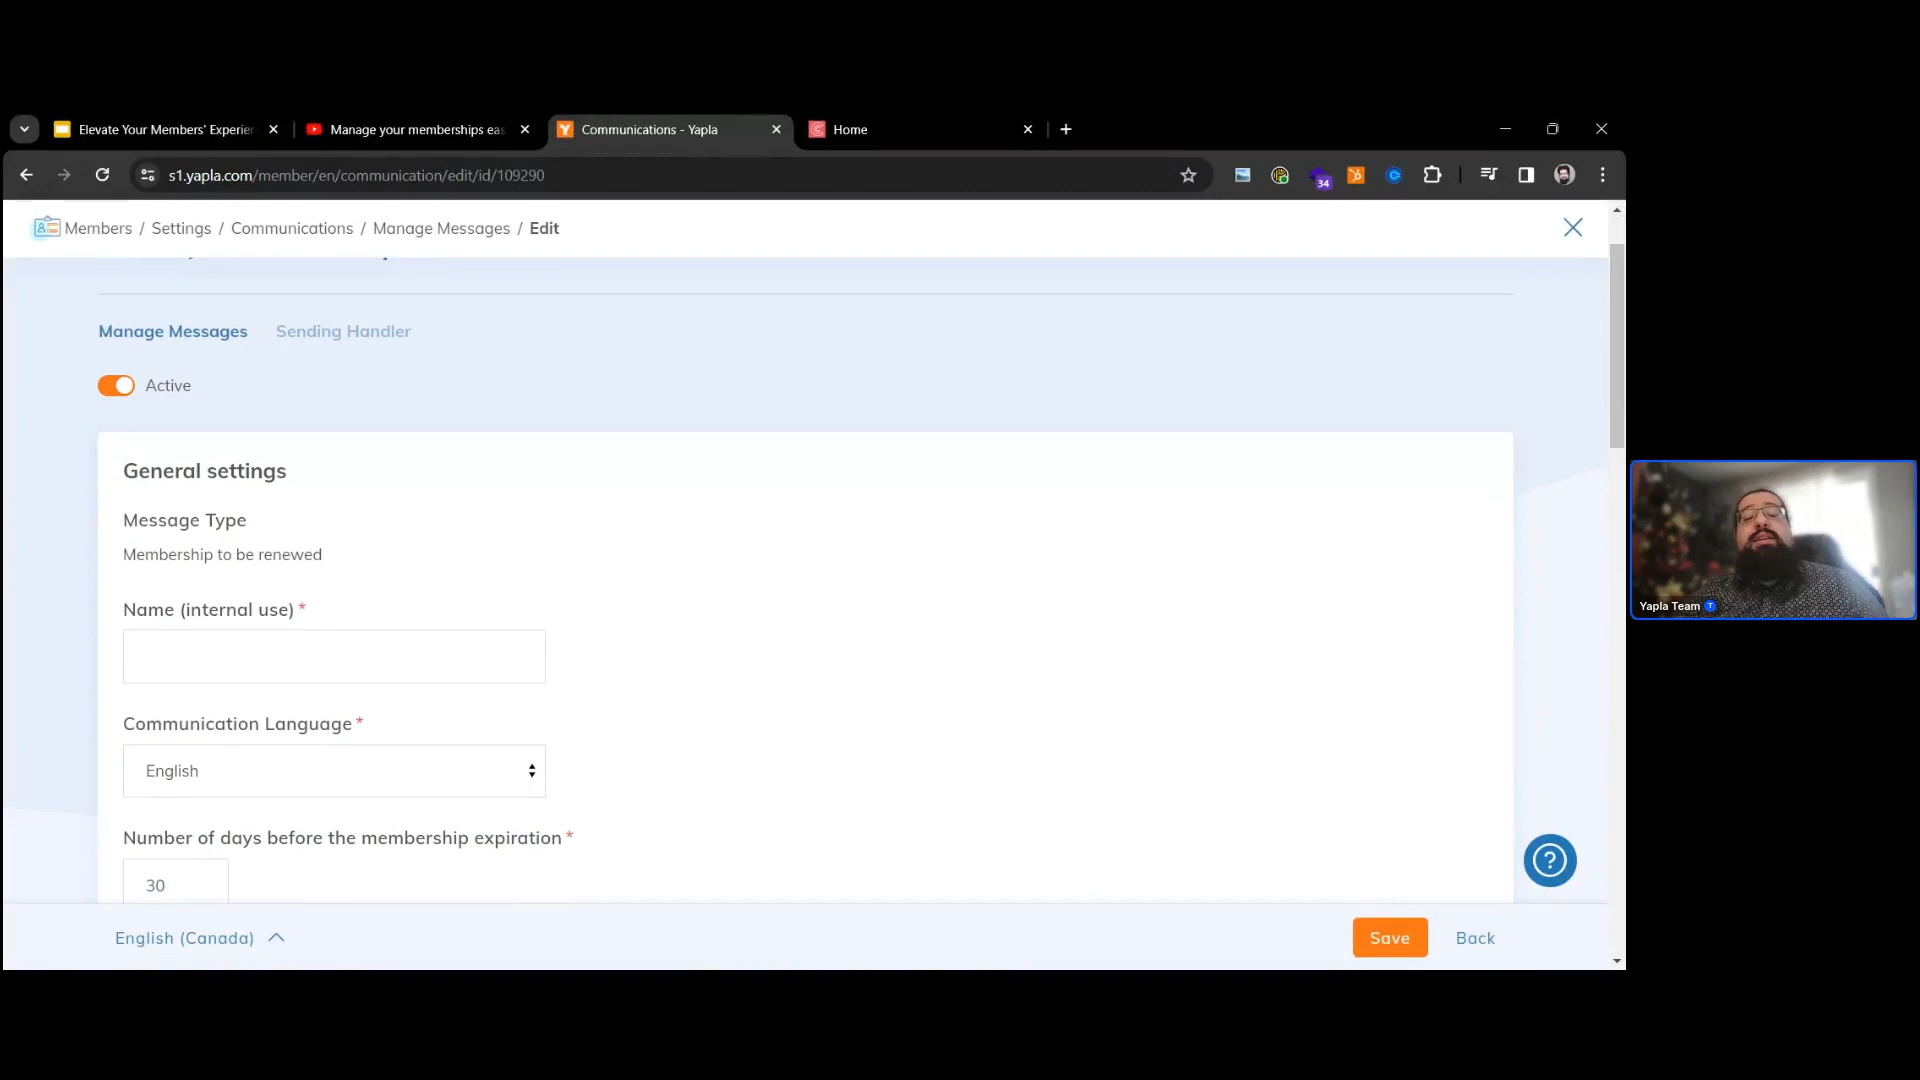 Elevate Your Members' Experier
Manage your memberships eas
Communications - Yapla
Home
s1.yapla.com/member/en/communication/edit/id/109290
34
Members / Settings / Communications / Manage Messages / Edit
Manage Messages
Sending Handler
Active
General settings
Message Type
Membership to be renewed
Name (internal use) *
Communication Language *
English
Number of days before the membership expiration *
30
English (Canada)
Save
Back
Yapla Team